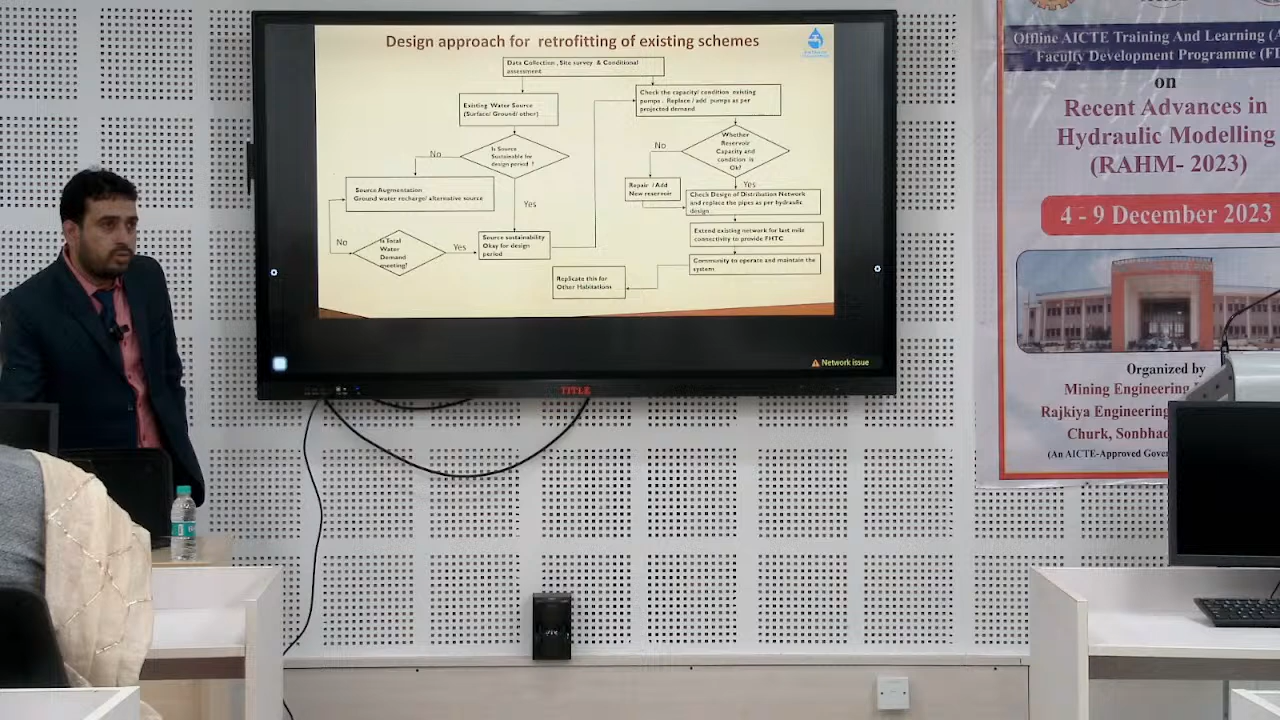 Design approach for retrofitting of existing schemes
Data Collection , Site survey & Conditional
assessment
Existing Water Source
(Surface/ Ground/ other)
Is Source
Sustainable for
design period ?
No
Yes
Source Augmentation
Ground water recharge/ alternative source
Is Total
Water
Demand
meeting?
No
Yes
Source sustainability
Okay for design
period
Check the capacity/ condition existing
pumps . Replace / add pumps as per
projected demand
Whether
Reservoir
Capacity and
condition is
Ok?
No
Yes
Repair / Add
New reservoir
Check Design of Distribution Network
and replace the pipes as per hydraulic
design
Extend existing network for last mile
connectivity to provide FHTC
Community to operate and maintain the
system
Replicate this for
Other Habitations
Network issue
TITLE
Offline AICTE Training And Learning
Faculty Development Programme
on
Recent Advances in
Hydraulic Modelling
(RAHM- 2023)
4 - 9 December 2023
Organized by
Mining Engineering
Rajkiya Engineering
Churk,
(An AICTE-Approved